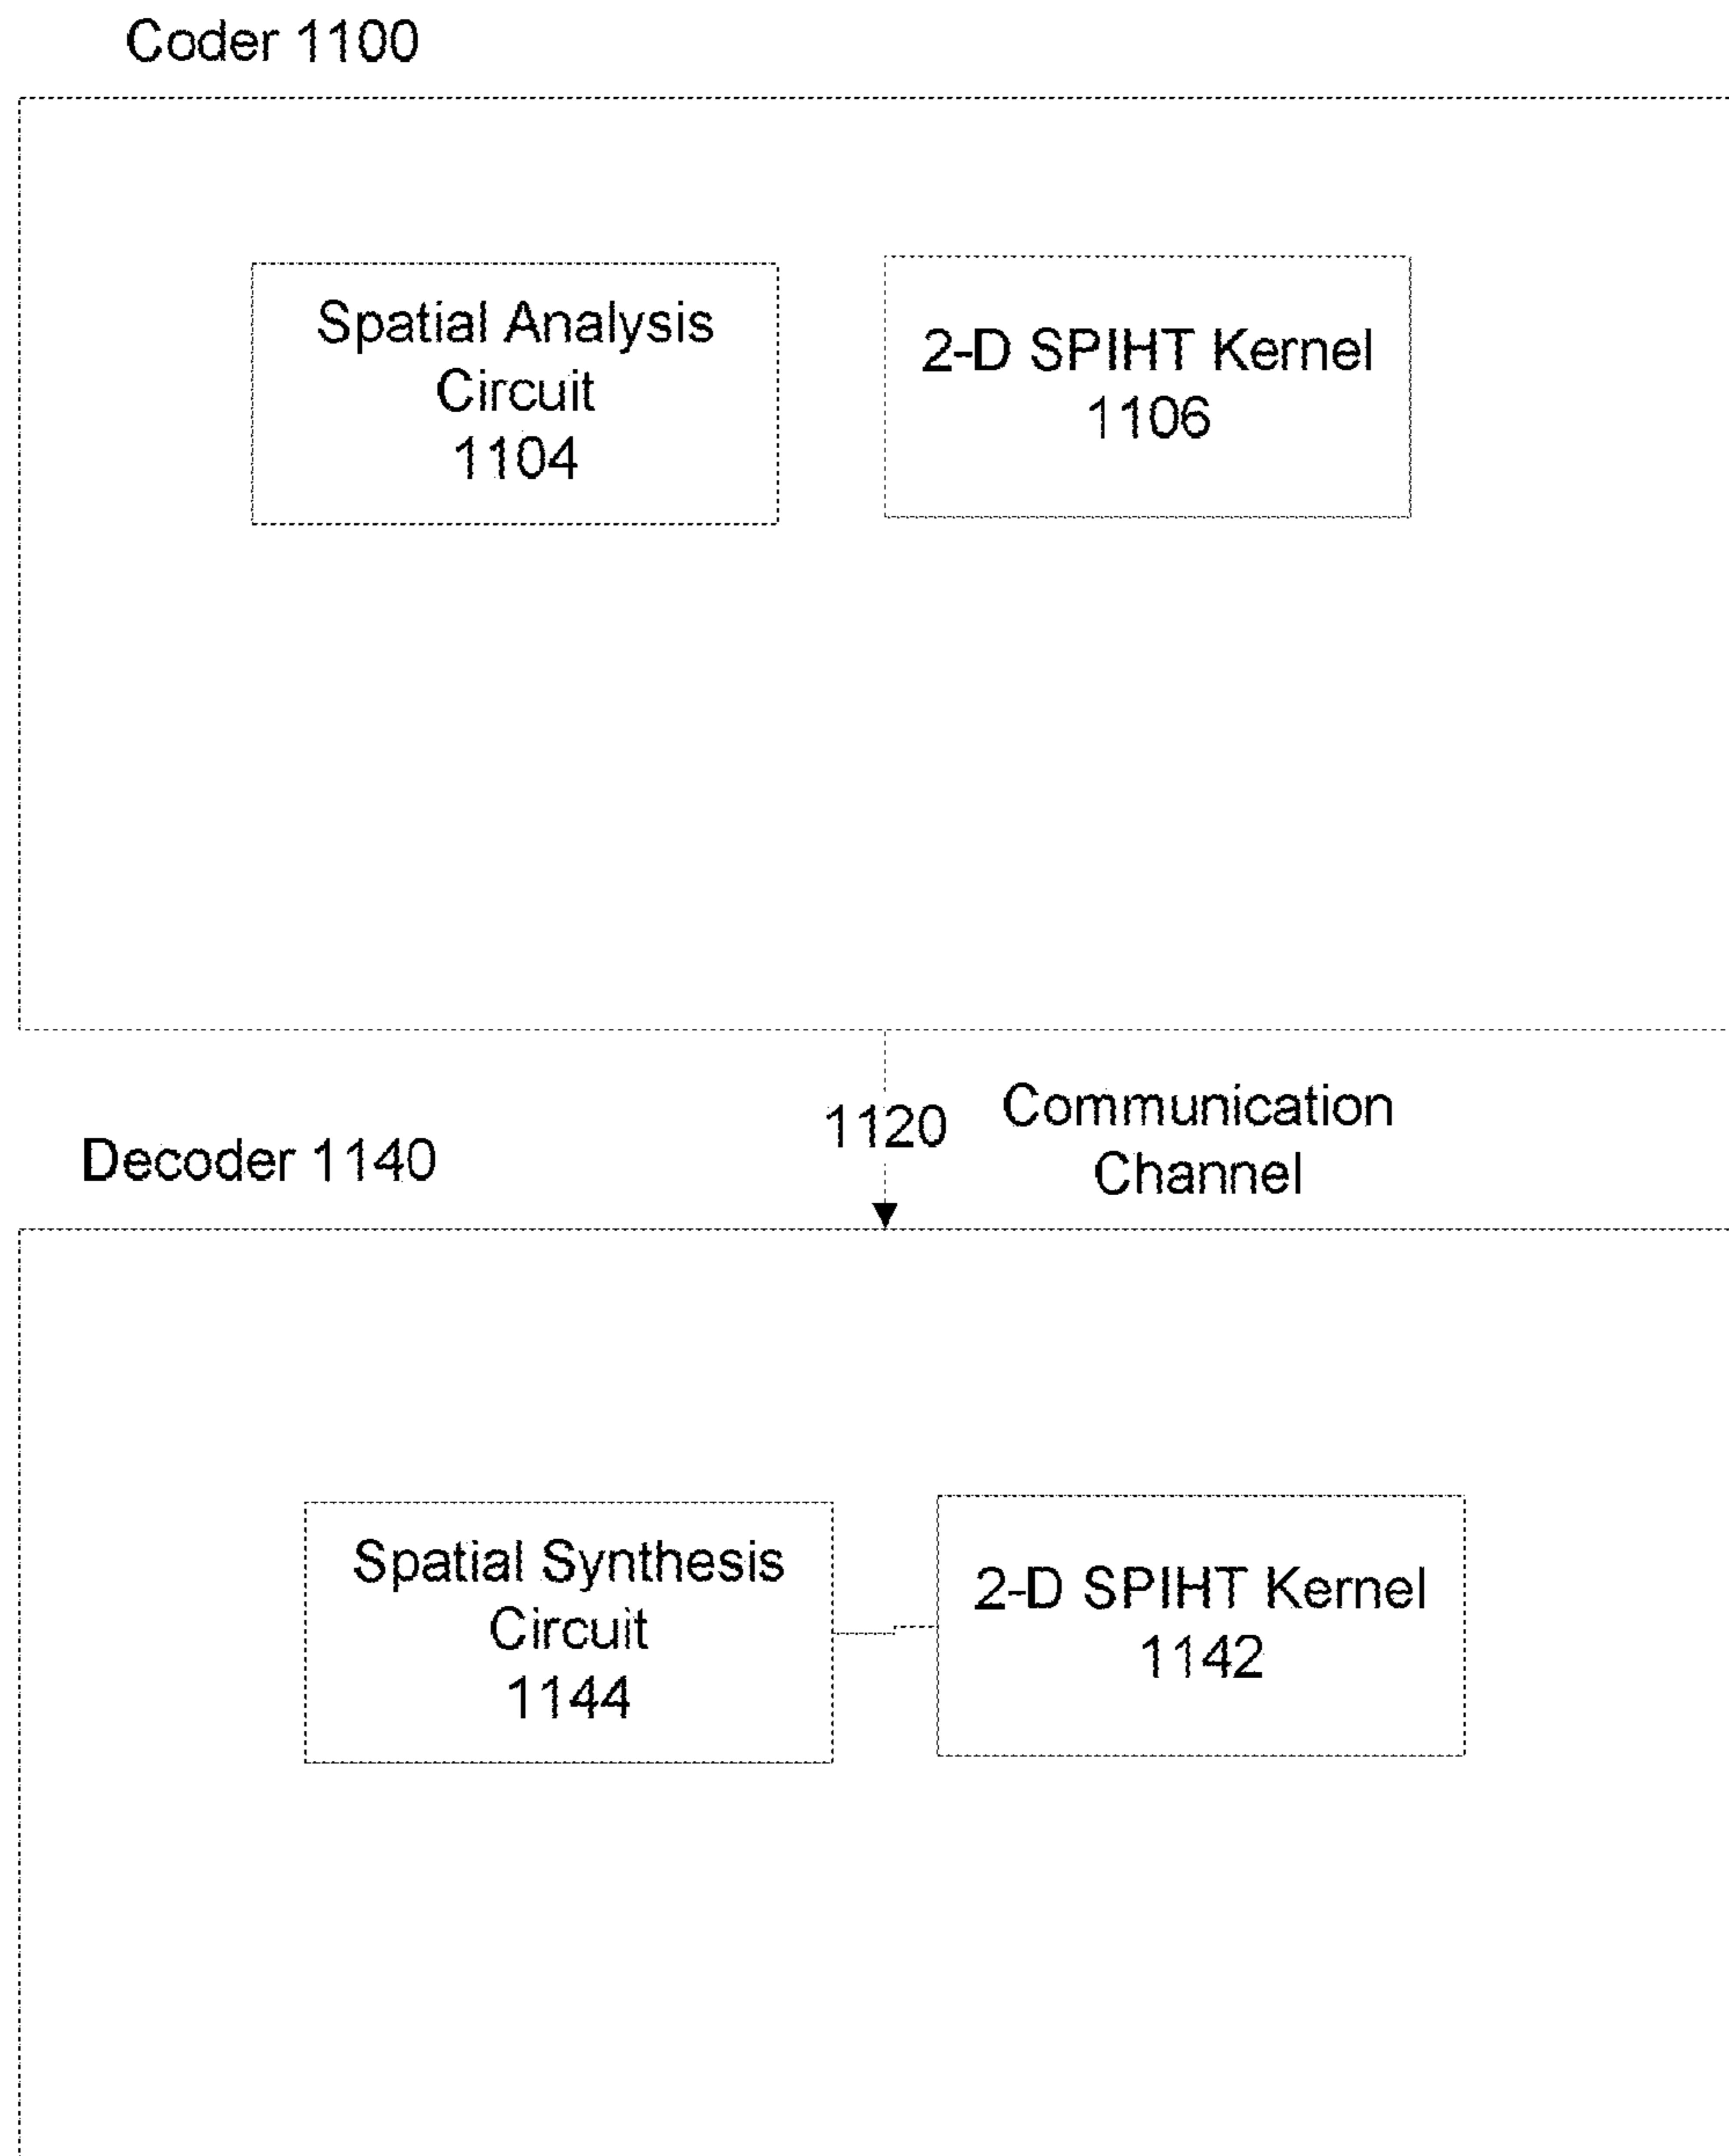 Coder 1100
Spatial Analysis
Circuit
1104
2-D SPIHT Kernel
1106
1120
Communication
Channel
Decoder 1140
Spatial Synthesis
Circuit
1144
2-D SPIHT Kernel
1142